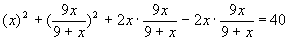 (x)² + (9x/(9 + x))² + 2x · 9x/(9 + x) − 2x · 9x/(9 + x) = 40